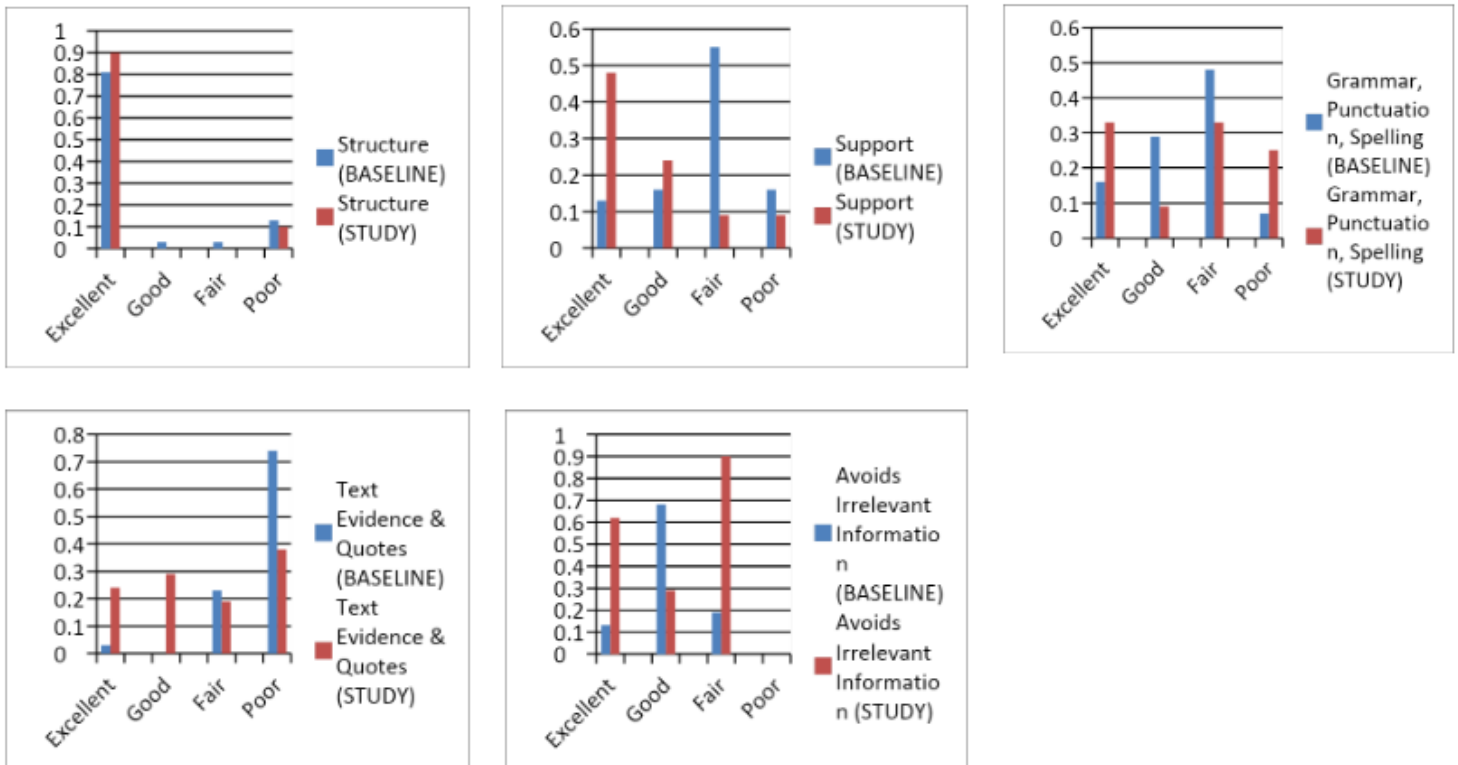 1
0.9
0.8
0.7
0.6
0.5
0.4
0.3
0.2
0.1
0
Excellent
Good
Fair
Poor
Structure
(BASELINE)
Structure
(STUDY)
0.6
0.5
0.4
0.3
0.2
0.1
0
Excellent
Good
Fair
Poor
Support
(BASELINE)
Support
(STUDY)
0.6
0.5
0.4
0.3
0.2
0.1
0
Excellent
Good
Fair
Poor
Grammar,
Punctuatio
n, Spelling
(BASELINE)
Grammar,
Punctuatio
n, Spelling
(STUDY)
0.8
0.7
0.6
0.5
0.4
0.3
0.2
0.1
0
Excellent
Good
Fair
Poor
Text
Evidence &
Quotes
(BASELINE)
Text
Evidence &
Quotes
(STUDY)
1
0.9
0.8
0.7
0.6
0.5
0.4
0.3
0.2
0.1
0
Excellent
Good
Fair
Poor
Avoids
Irrelevant
Informatio
n
(BASELINE)
Avoids
Irrelevant
Informatio
n (STUDY)